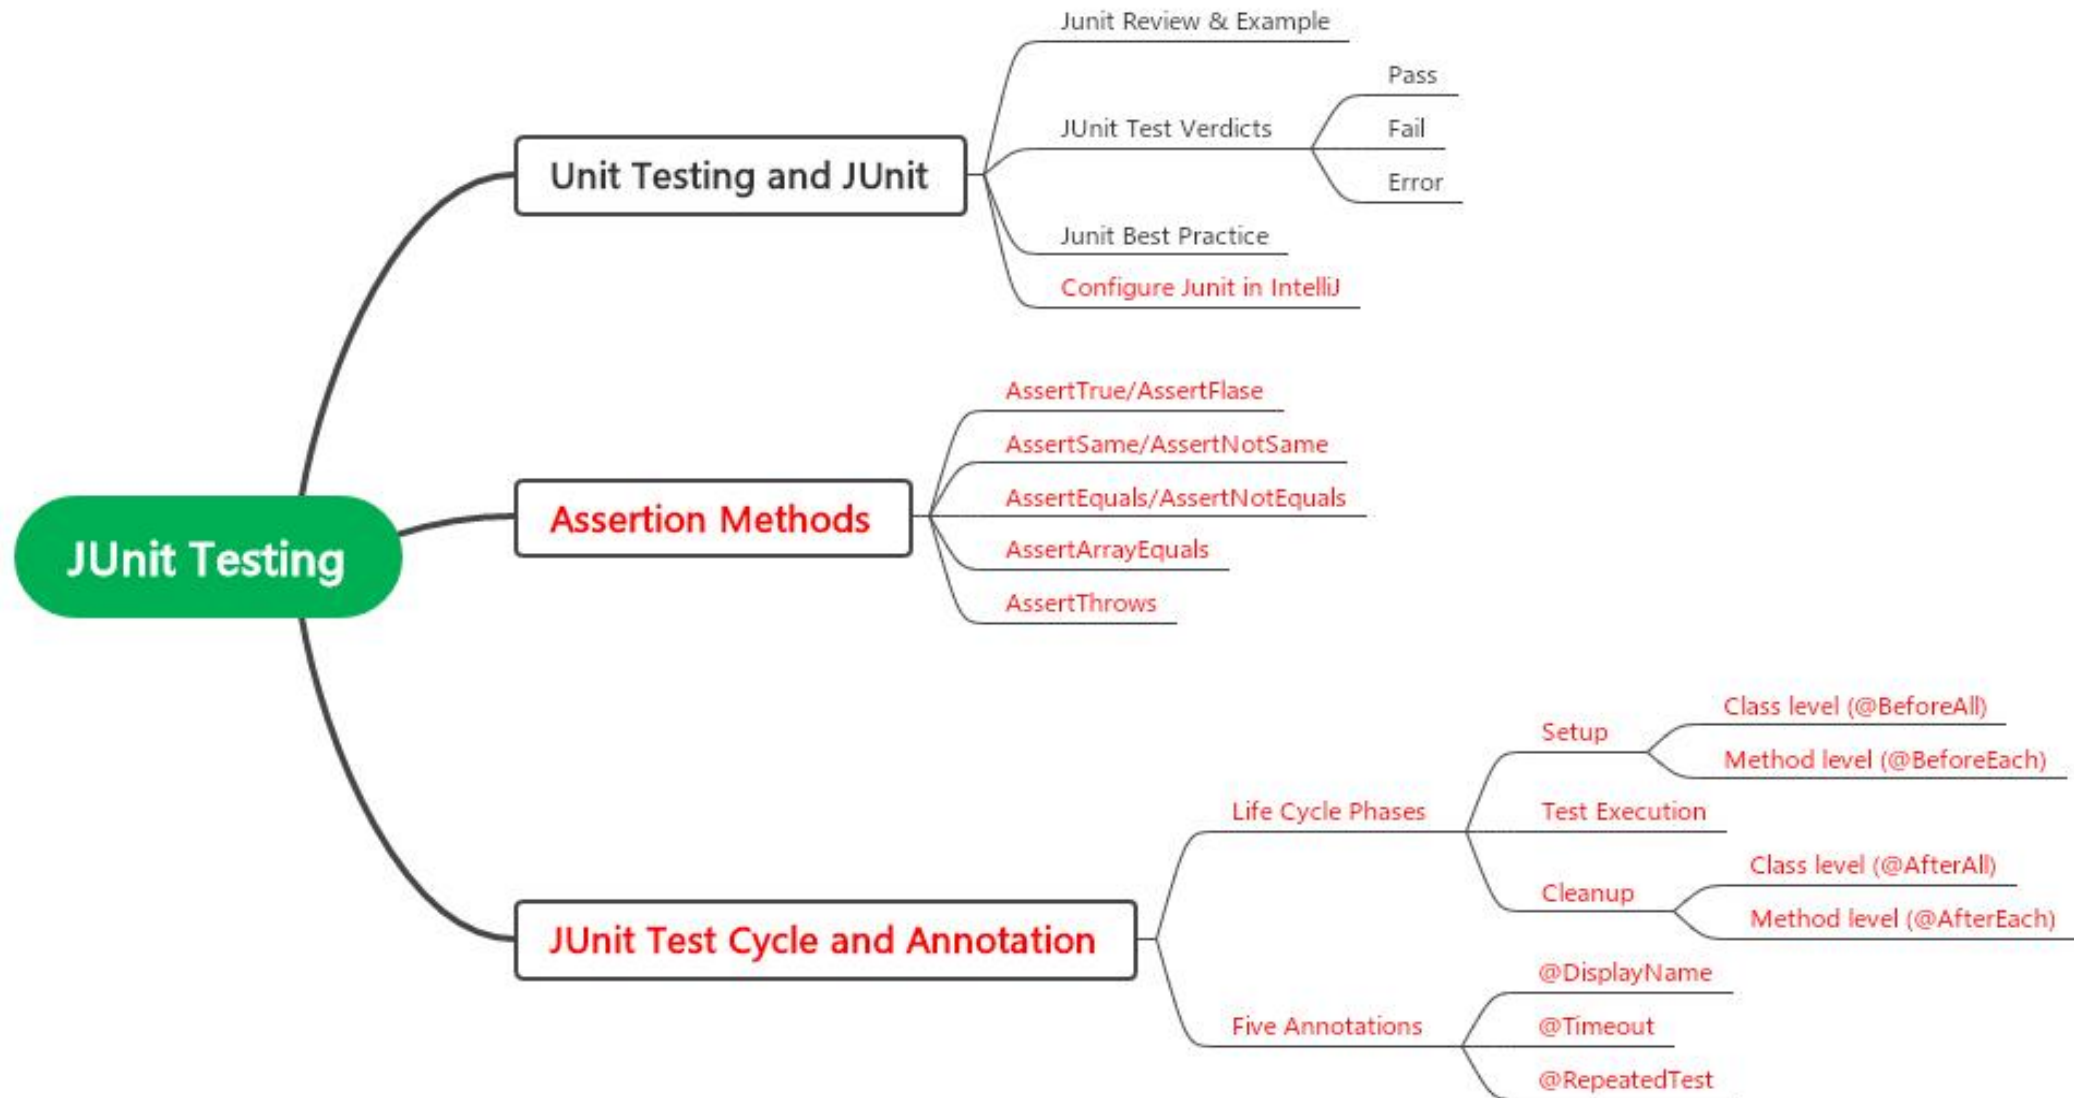 JUnit Testing
Unit Testing and JUnit
Junit Review & Example
JUnit Test Verdicts
Pass
Fail
Error
Junit Best Practice
Configure Junit in IntelliJ
Assertion Methods
AssertTrue/AssertFlase
AssertSame/AssertNotSame
AssertEquals/AssertNotEquals
AssertArrayEquals
AssertThrows
JUnit Test Cycle and Annotation
Life Cycle Phases
Setup
Class level (@BeforeAll)
Method level (@BeforeEach)
Test Execution
Cleanup
Class level (@AfterAll)
Method level (@AfterEach)
Five Annotations
@DisplayName
@Timeout
@RepeatedTest